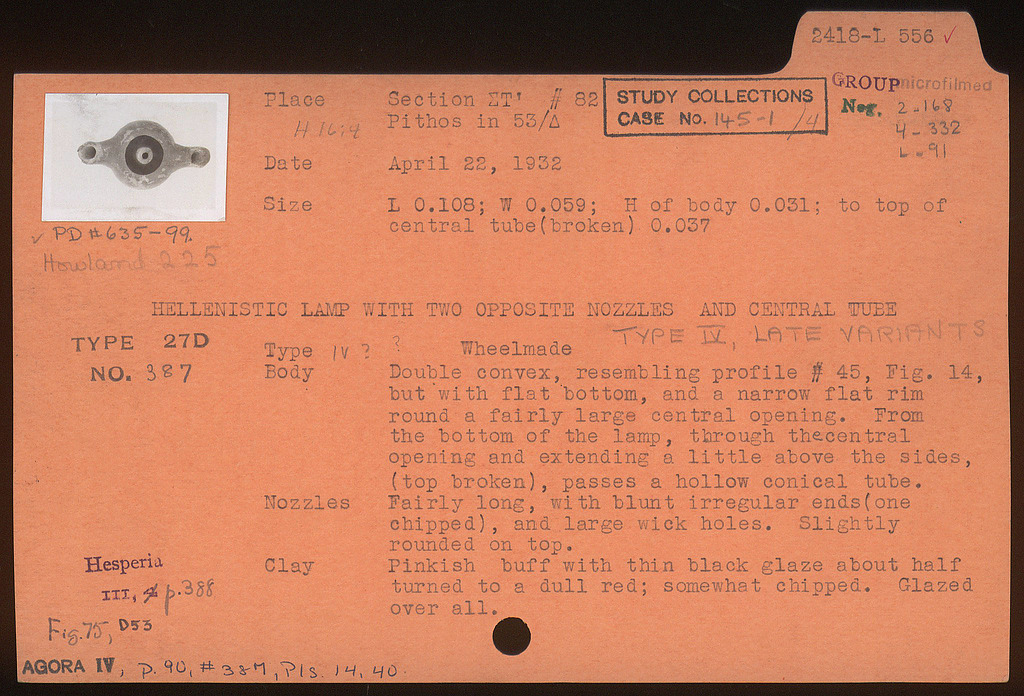 2418-L 556 ✓
GROUP microfilmed
Neg. 2-168
4-332
L-91
STUDY COLLECTIONS
CASE No. 145-1/4
Place Section ΣΤ' # 82
H 16:4 Pithos in 53/Δ
Date April 22, 1932
Size L 0.108; W 0.059; H of body 0.031; to top of
central tube(broken) 0.037
✓ PD#635-99.
Howland 225
HELLENISTIC LAMP WITH TWO OPPOSITE NOZZLES AND CENTRAL TUBE
TYPE IV, LATE VARIANTS
TYPE 27D
NO. 387
Type IV ? ? Wheelmade
Body Double convex, resembling profile # 45, Fig. 14,
but with flat bottom, and a narrow flat rim
round a fairly large central opening. From
the bottom of the lamp, through thecentral
opening and extending a little above the sides,
(top broken), passes a hollow conical tube.
Nozzles Fairly long, with blunt irregular ends(one
chipped), and large wick holes. Slightly
rounded on top.
Clay Pinkish buff with thin black glaze about half
turned to a dull red; somewhat chipped. Glazed
over all.
Hesperia
III, p.388
Fig.75, D53
AGORA IV, p. 90, # 387, Pls. 14, 40.